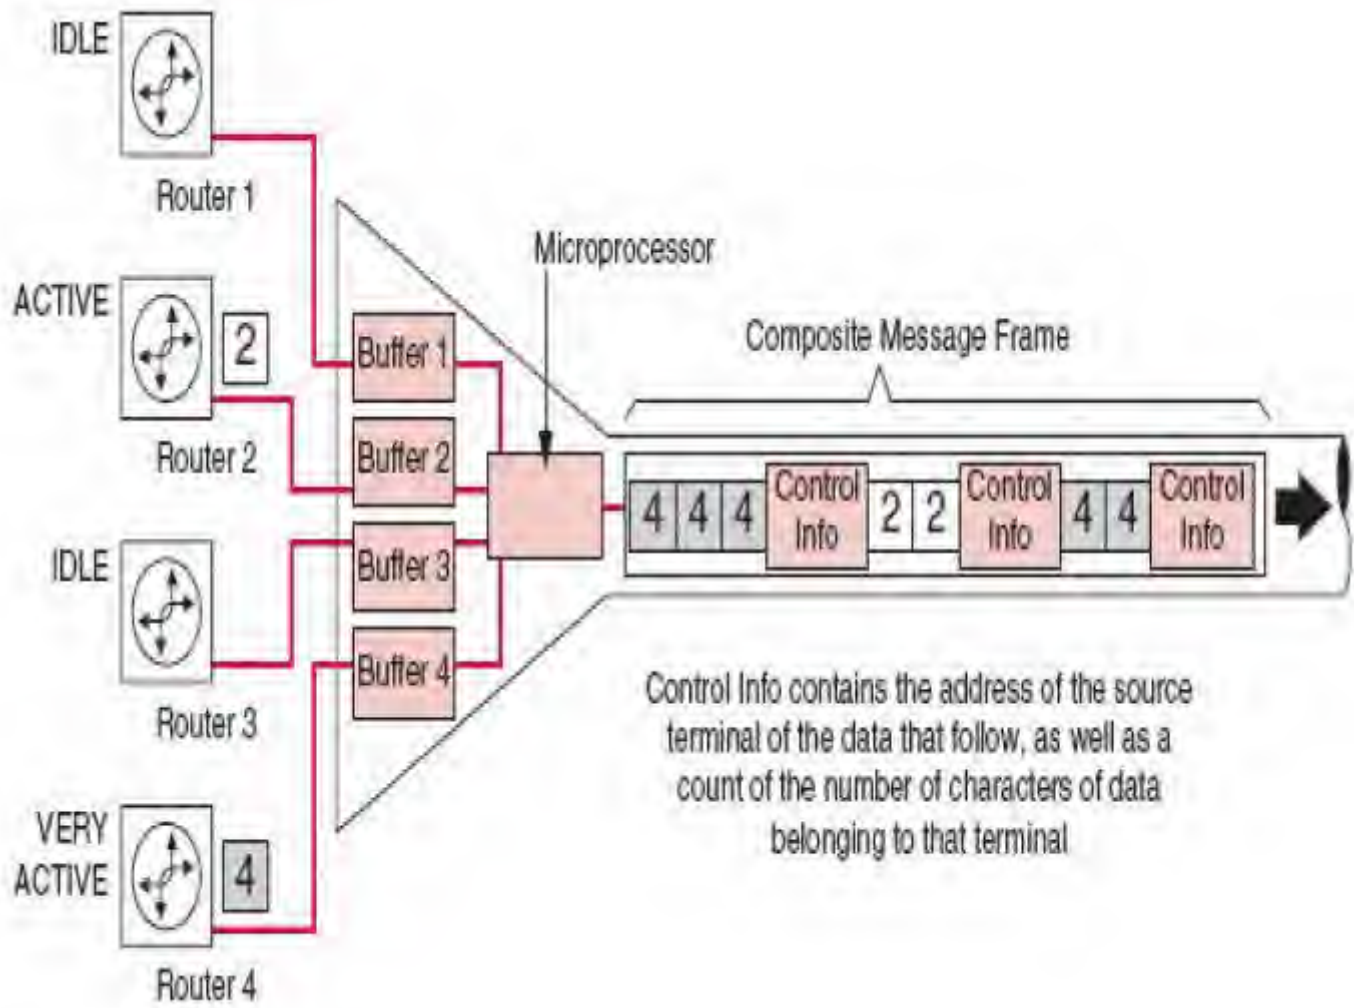 IDLE
Router 1
Microprocessor
ACTIVE
2
Router 2
Buffer 1
Buffer 2
Buffer 3
Buffer 4
Composite Message Frame
4 4 4 Control Info 2 2 Control Info 4 4 Control Info
IDLE
Router 3
Control Info contains the address of the source
terminal of the data that follow, as well as a
count of the number of characters of data
belonging to that terminal
VERY
ACTIVE
4
Router 4